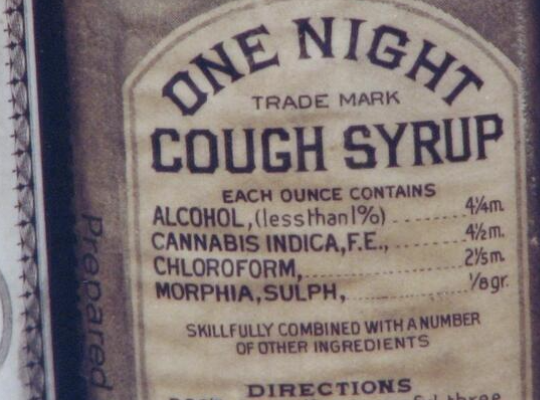 ONE NIGHT
TRADE MARK
COUGH SYRUP
EACH OUNCE CONTAINS
ALCOHOL, (less than 1%) 4¼m.
CANNABIS INDICA, F.E., 4½m.
CHLOROFORM, 2⅕m.
MORPHIA, SULPH, ⅛gr.
SKILLFULLY COMBINED WITH A NUMBER
OF OTHER INGREDIENTS
DIRECTIONS
three
Prepared